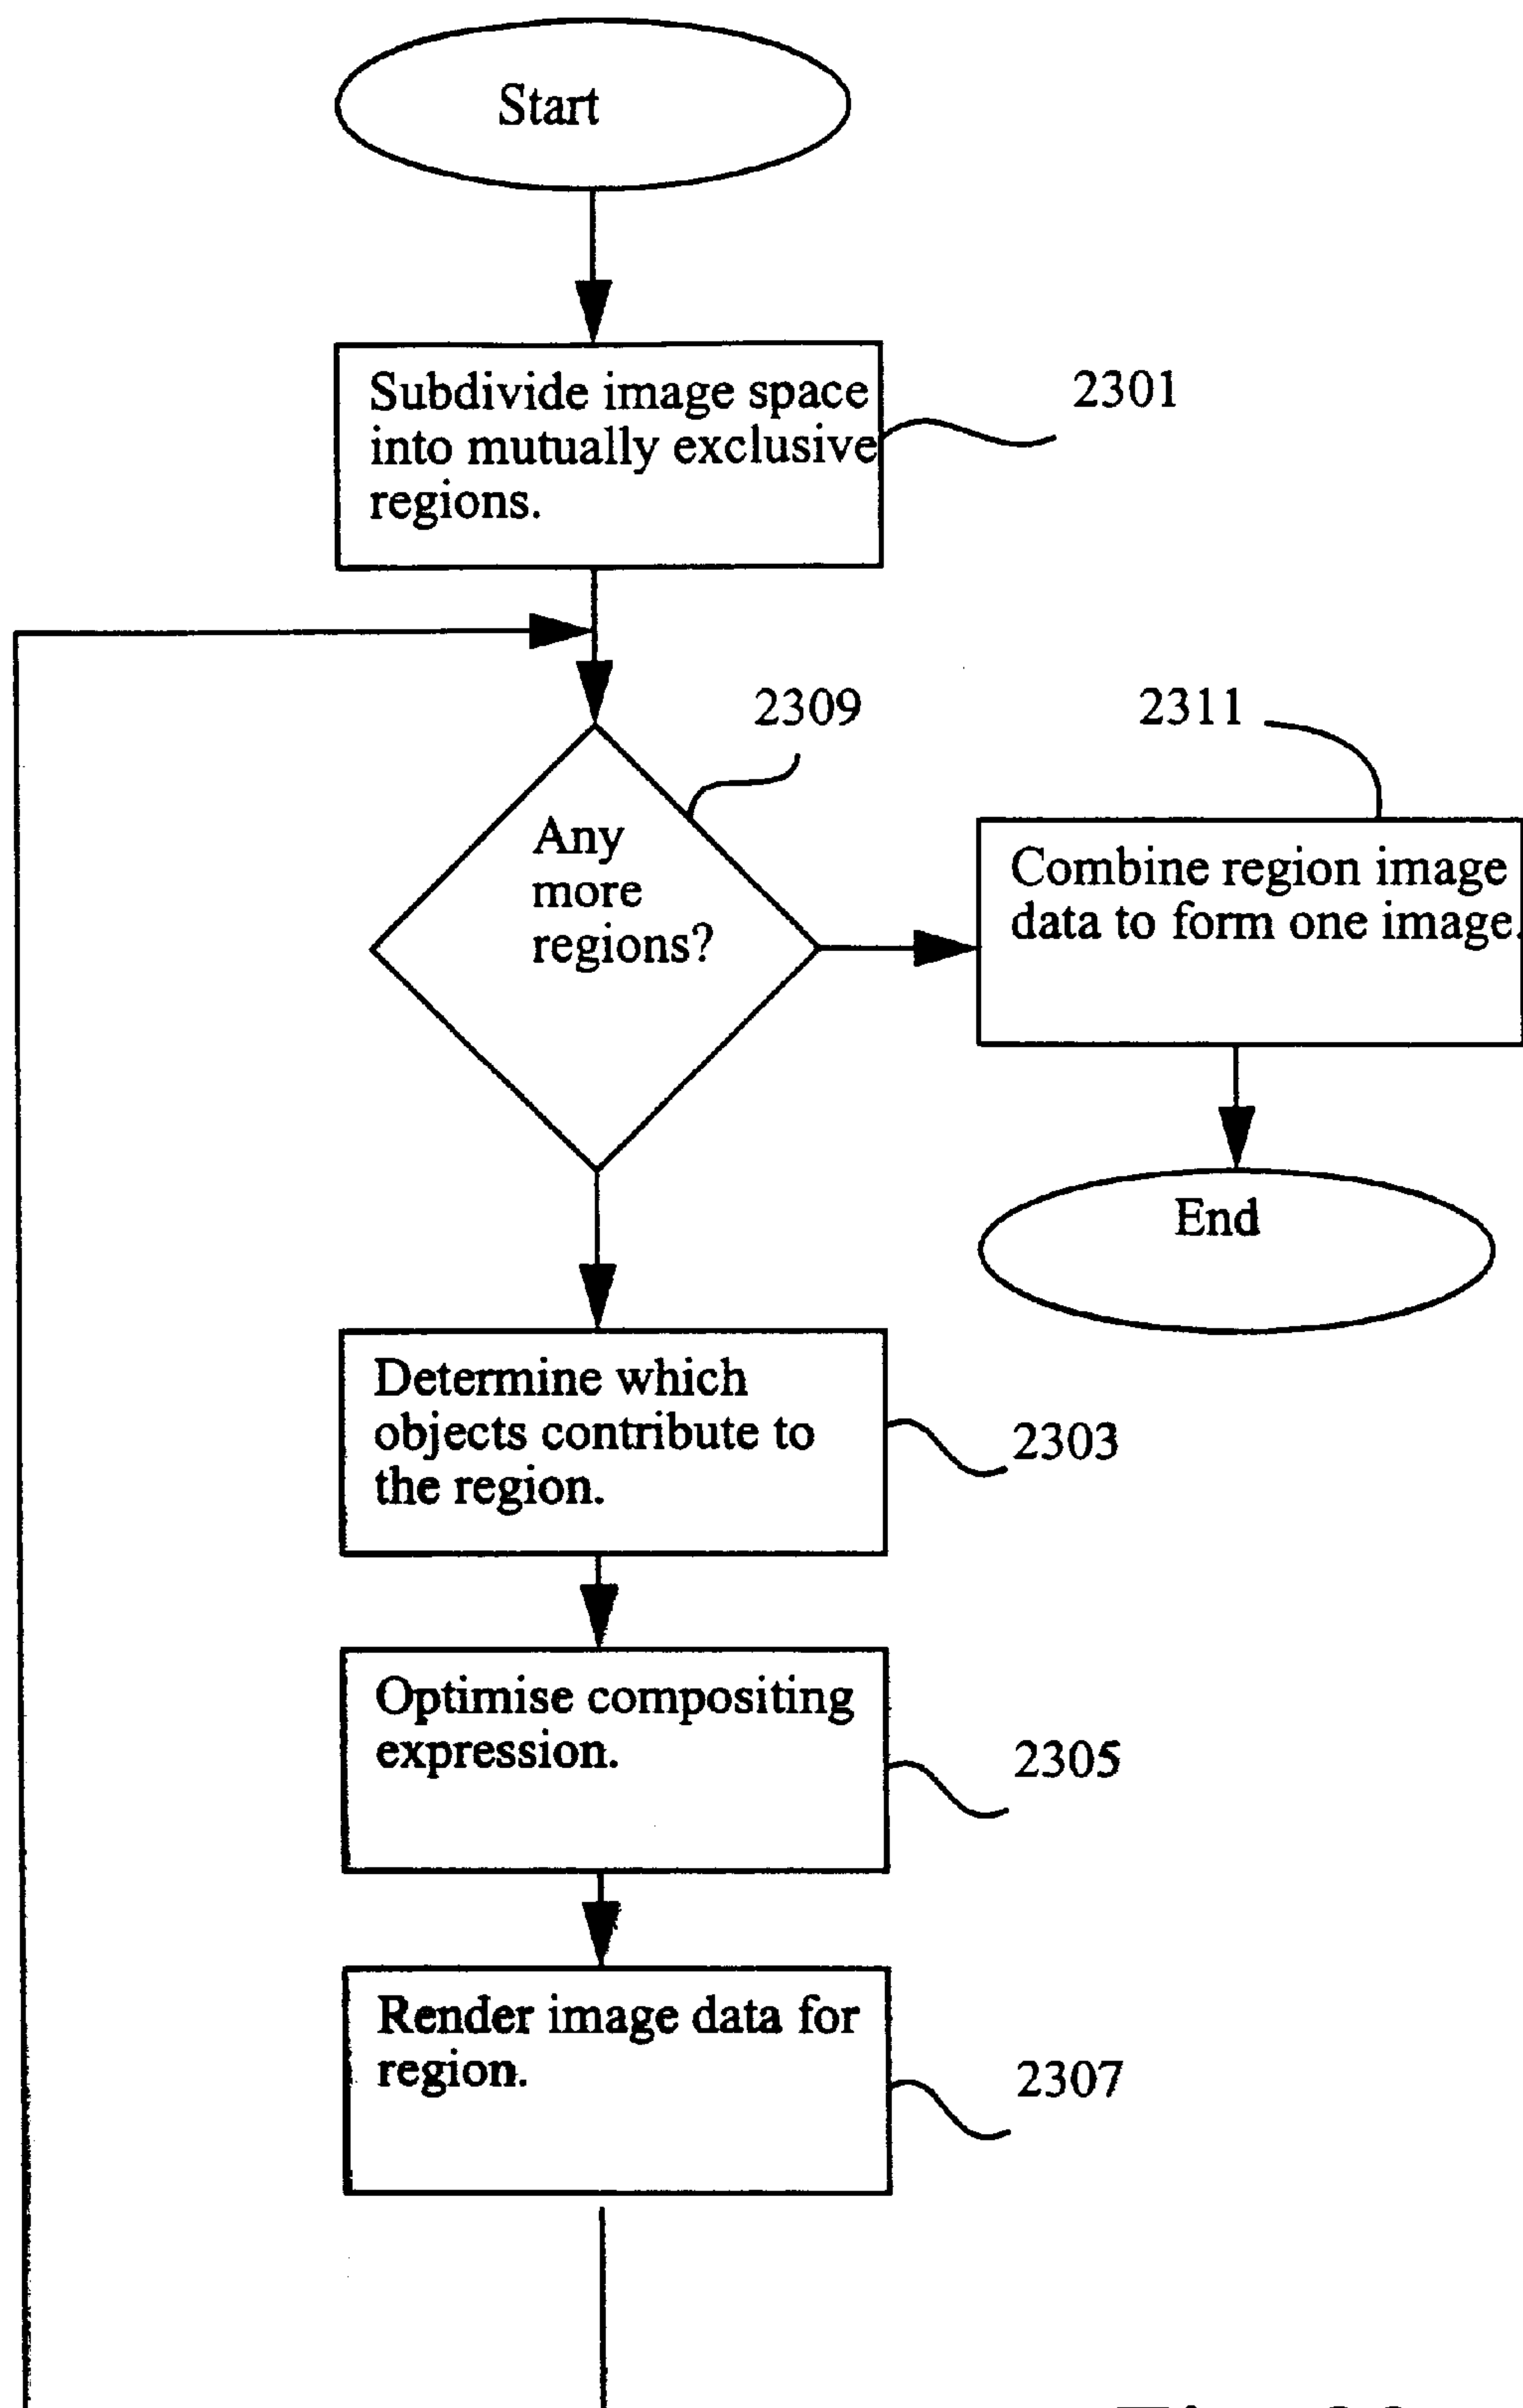 Start
Subdivide image space
into mutually exclusive
regions.
2301
2309
2311
Any
more
regions?
Combine region image
data to form one image.
End
Determine which
objects contribute to
the region.
2303
Optimise compositing
expression.
2305
Render image data for
region.
2307